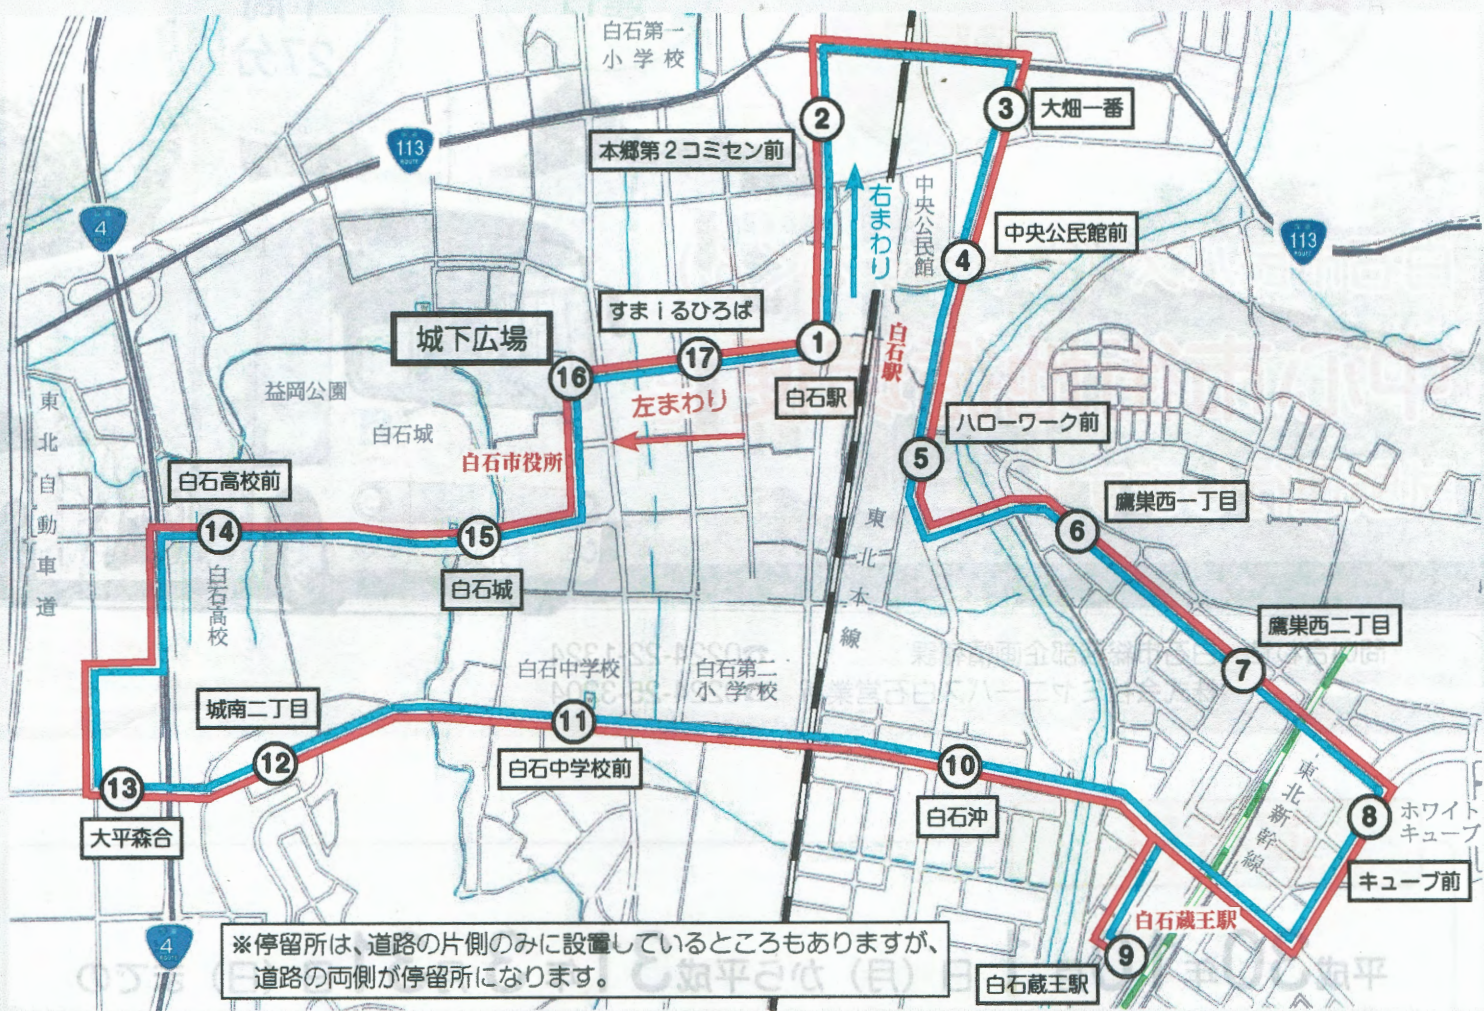 白石第一
小学校
113
ROUTE
4
ROUTE
②
本郷第2コミセン前
③
大畑一番
右まわり
中央公民館
④
中央公民館前
113
ROUTE
すまiるひろば
城下広場
⑯
⑰
①
白石駅
白石駅
左まわり
益岡公園
白石城
白石市役所
⑤
ハローワーク前
東北自動車道
白石高校前
⑭
⑮
白石城
白石高校
東北本線
⑥
鷹巣西一丁目
⑦
鷹巣西二丁目
城南二丁目
⑫
白石中学校
⑪
白石中学校前
白石第二
小学校
⑩
白石沖
⑬
大平森合
東北新幹線
⑧
ホワイト
キューブ
キューブ前
白石蔵王駅
⑨
白石蔵王駅
4
ROUTE
※停留所は、道路の片側のみに設置しているところもありますが、
道路の両側が停留所になります。